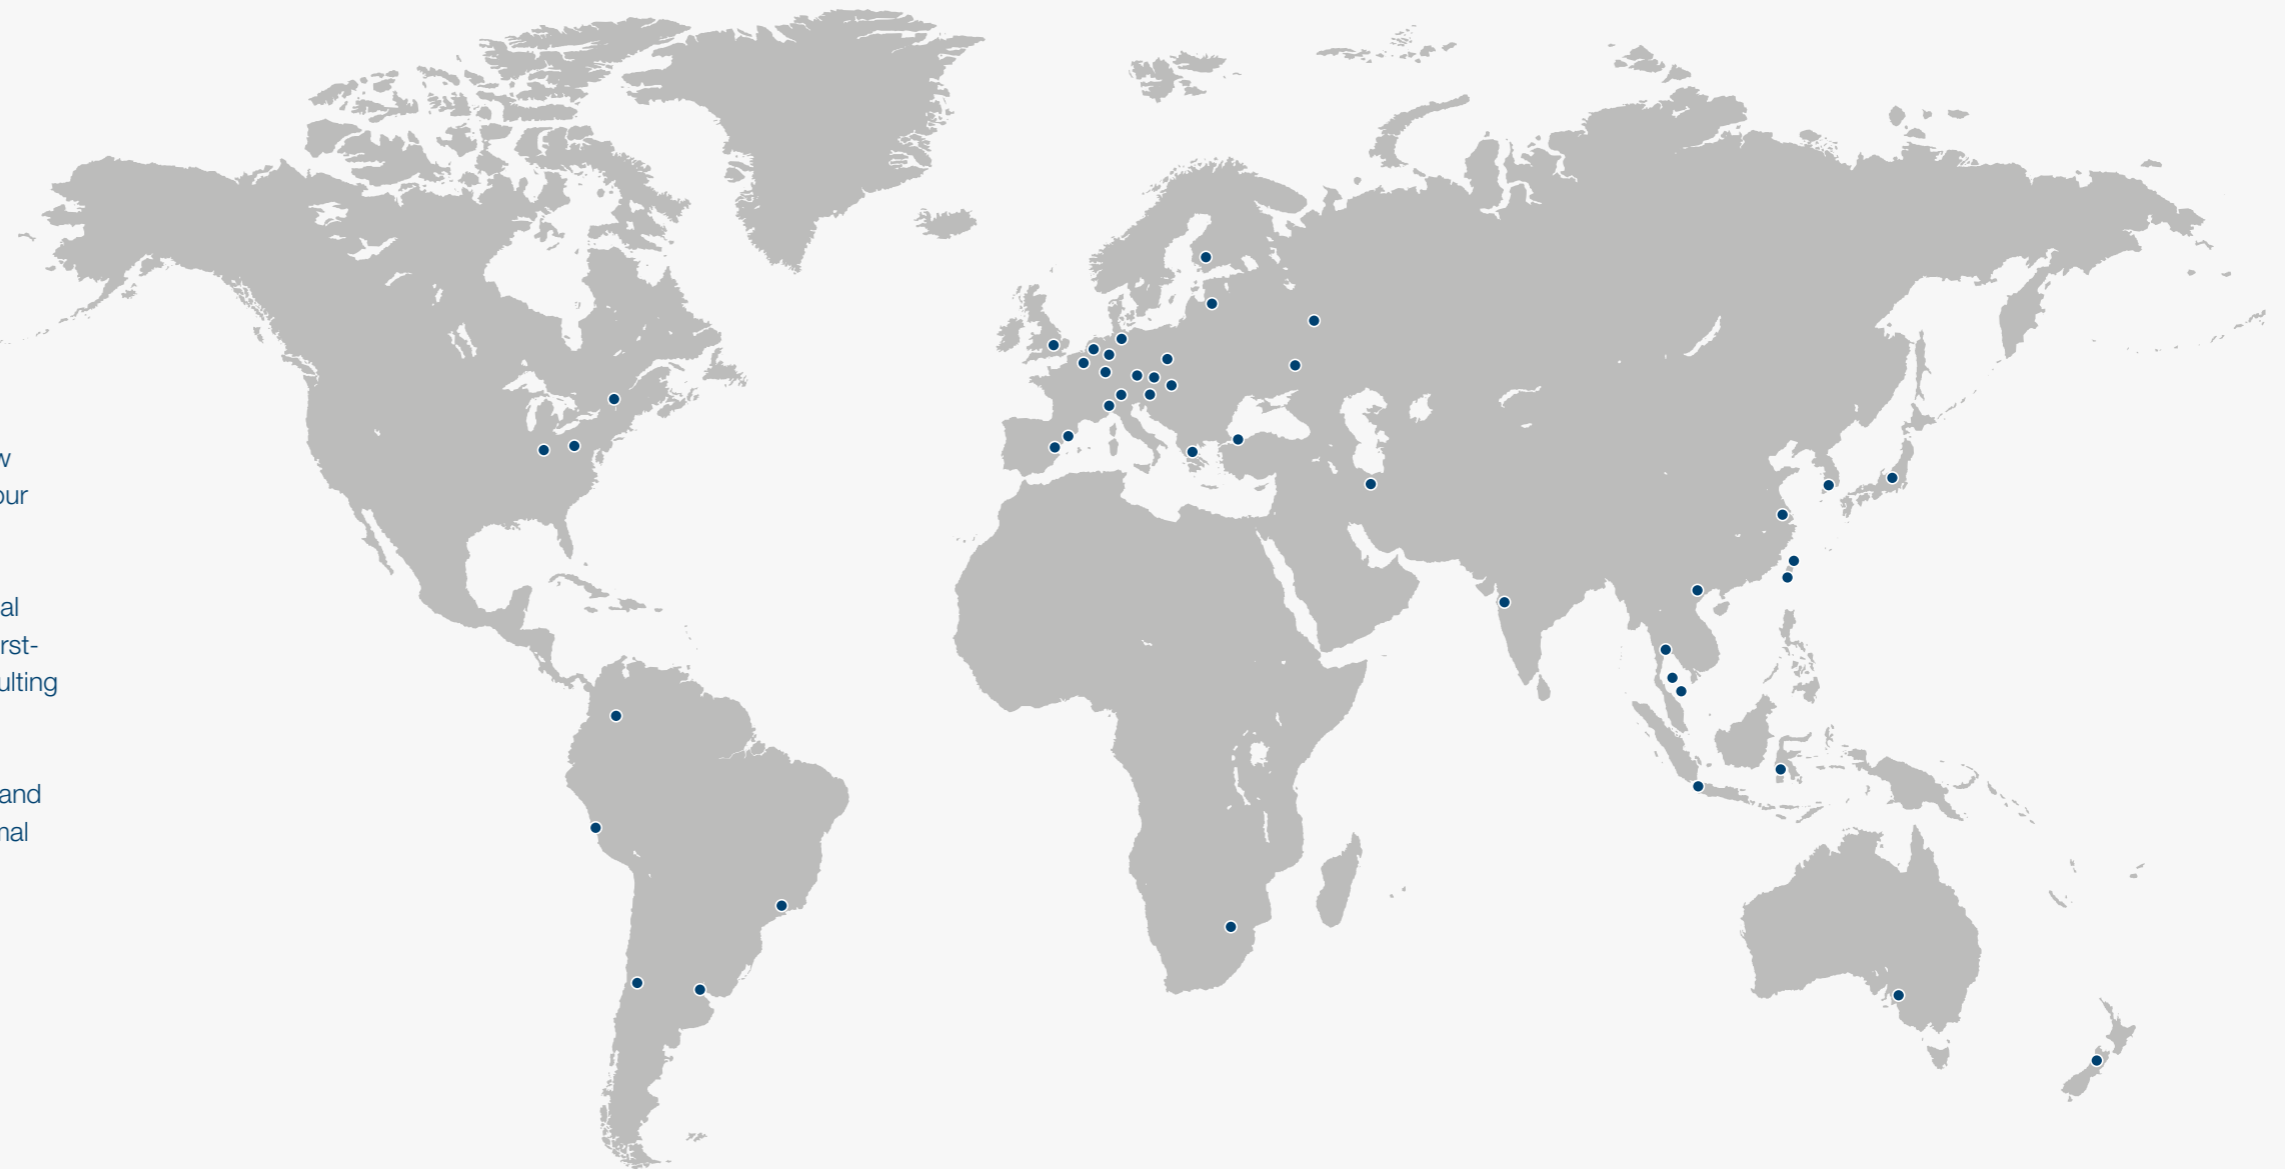 our
al
rst-
ulting
and
nal